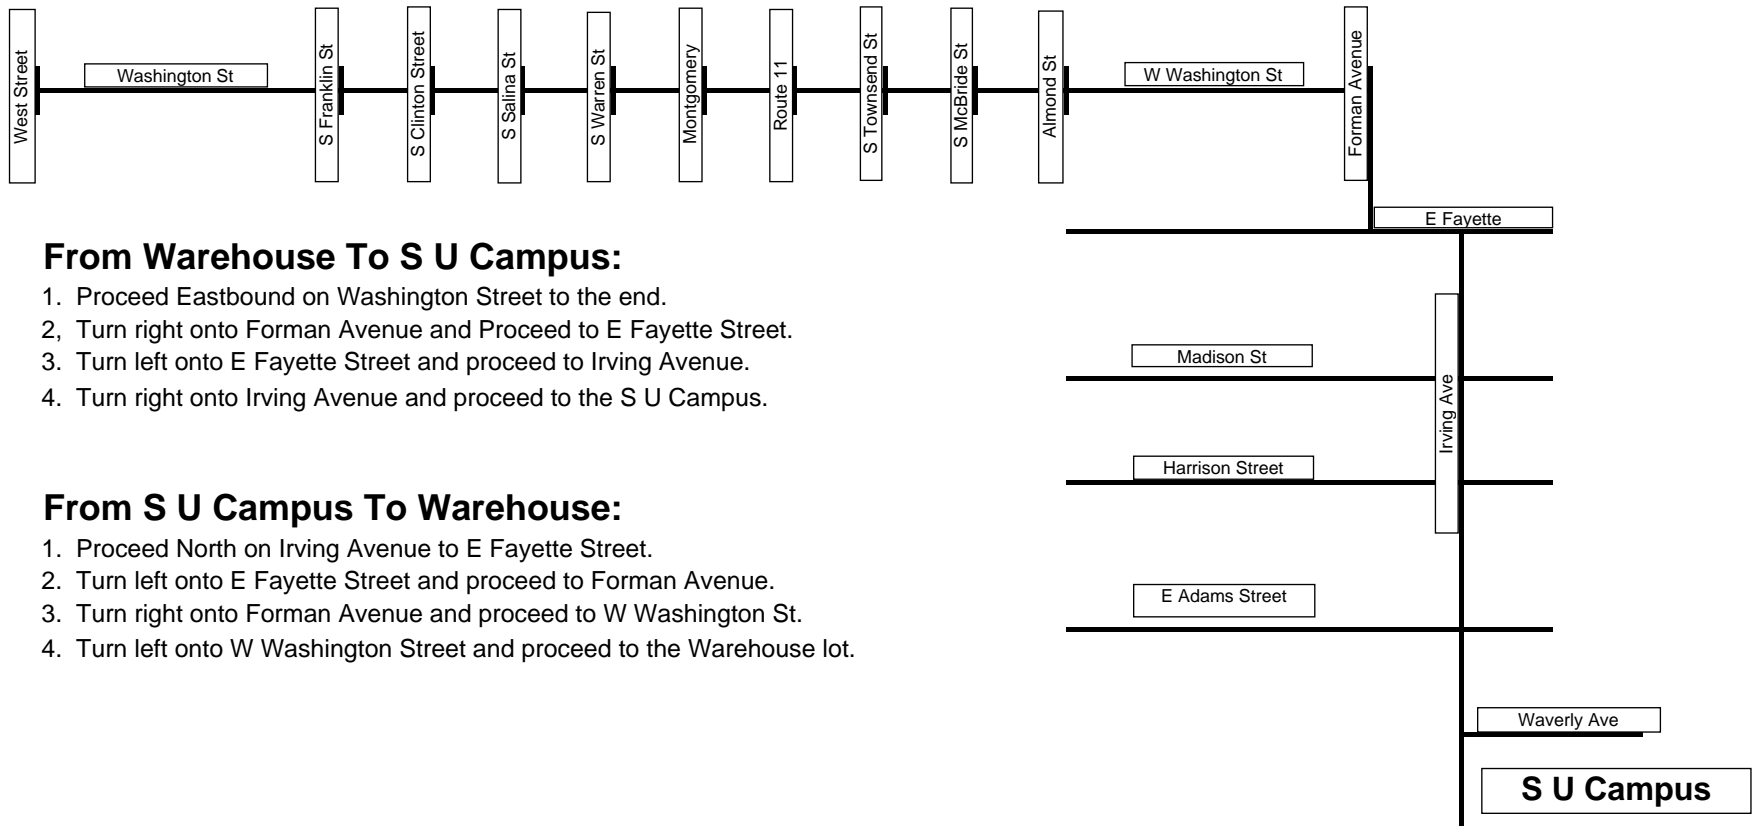 West Street
Washington St
S Franklin St
S Clinton Street
S Salina St
S Warren St
Montgomery
Route 11
S Townsend St
S McBride St
Almond St
W Washington St
Forman Avenue
E Fayette
From Warehouse To S U Campus:
1. Proceed Eastbound on Washington Street to the end.
2, Turn right onto Forman Avenue and Proceed to E Fayette Street.
3. Turn left onto E Fayette Street and proceed to Irving Avenue.
4. Turn right onto Irving Avenue and proceed to the S U Campus.
Madison St
Irving Ave
Harrison Street
From S U Campus To Warehouse:
1. Proceed North on Irving Avenue to E Fayette Street.
2. Turn left onto E Fayette Street and proceed to Forman Avenue.
3. Turn right onto Forman Avenue and proceed to W Washington St.
4. Turn left onto W Washington Street and proceed to the Warehouse lot.
E Adams Street
Waverly Ave
S U Campus